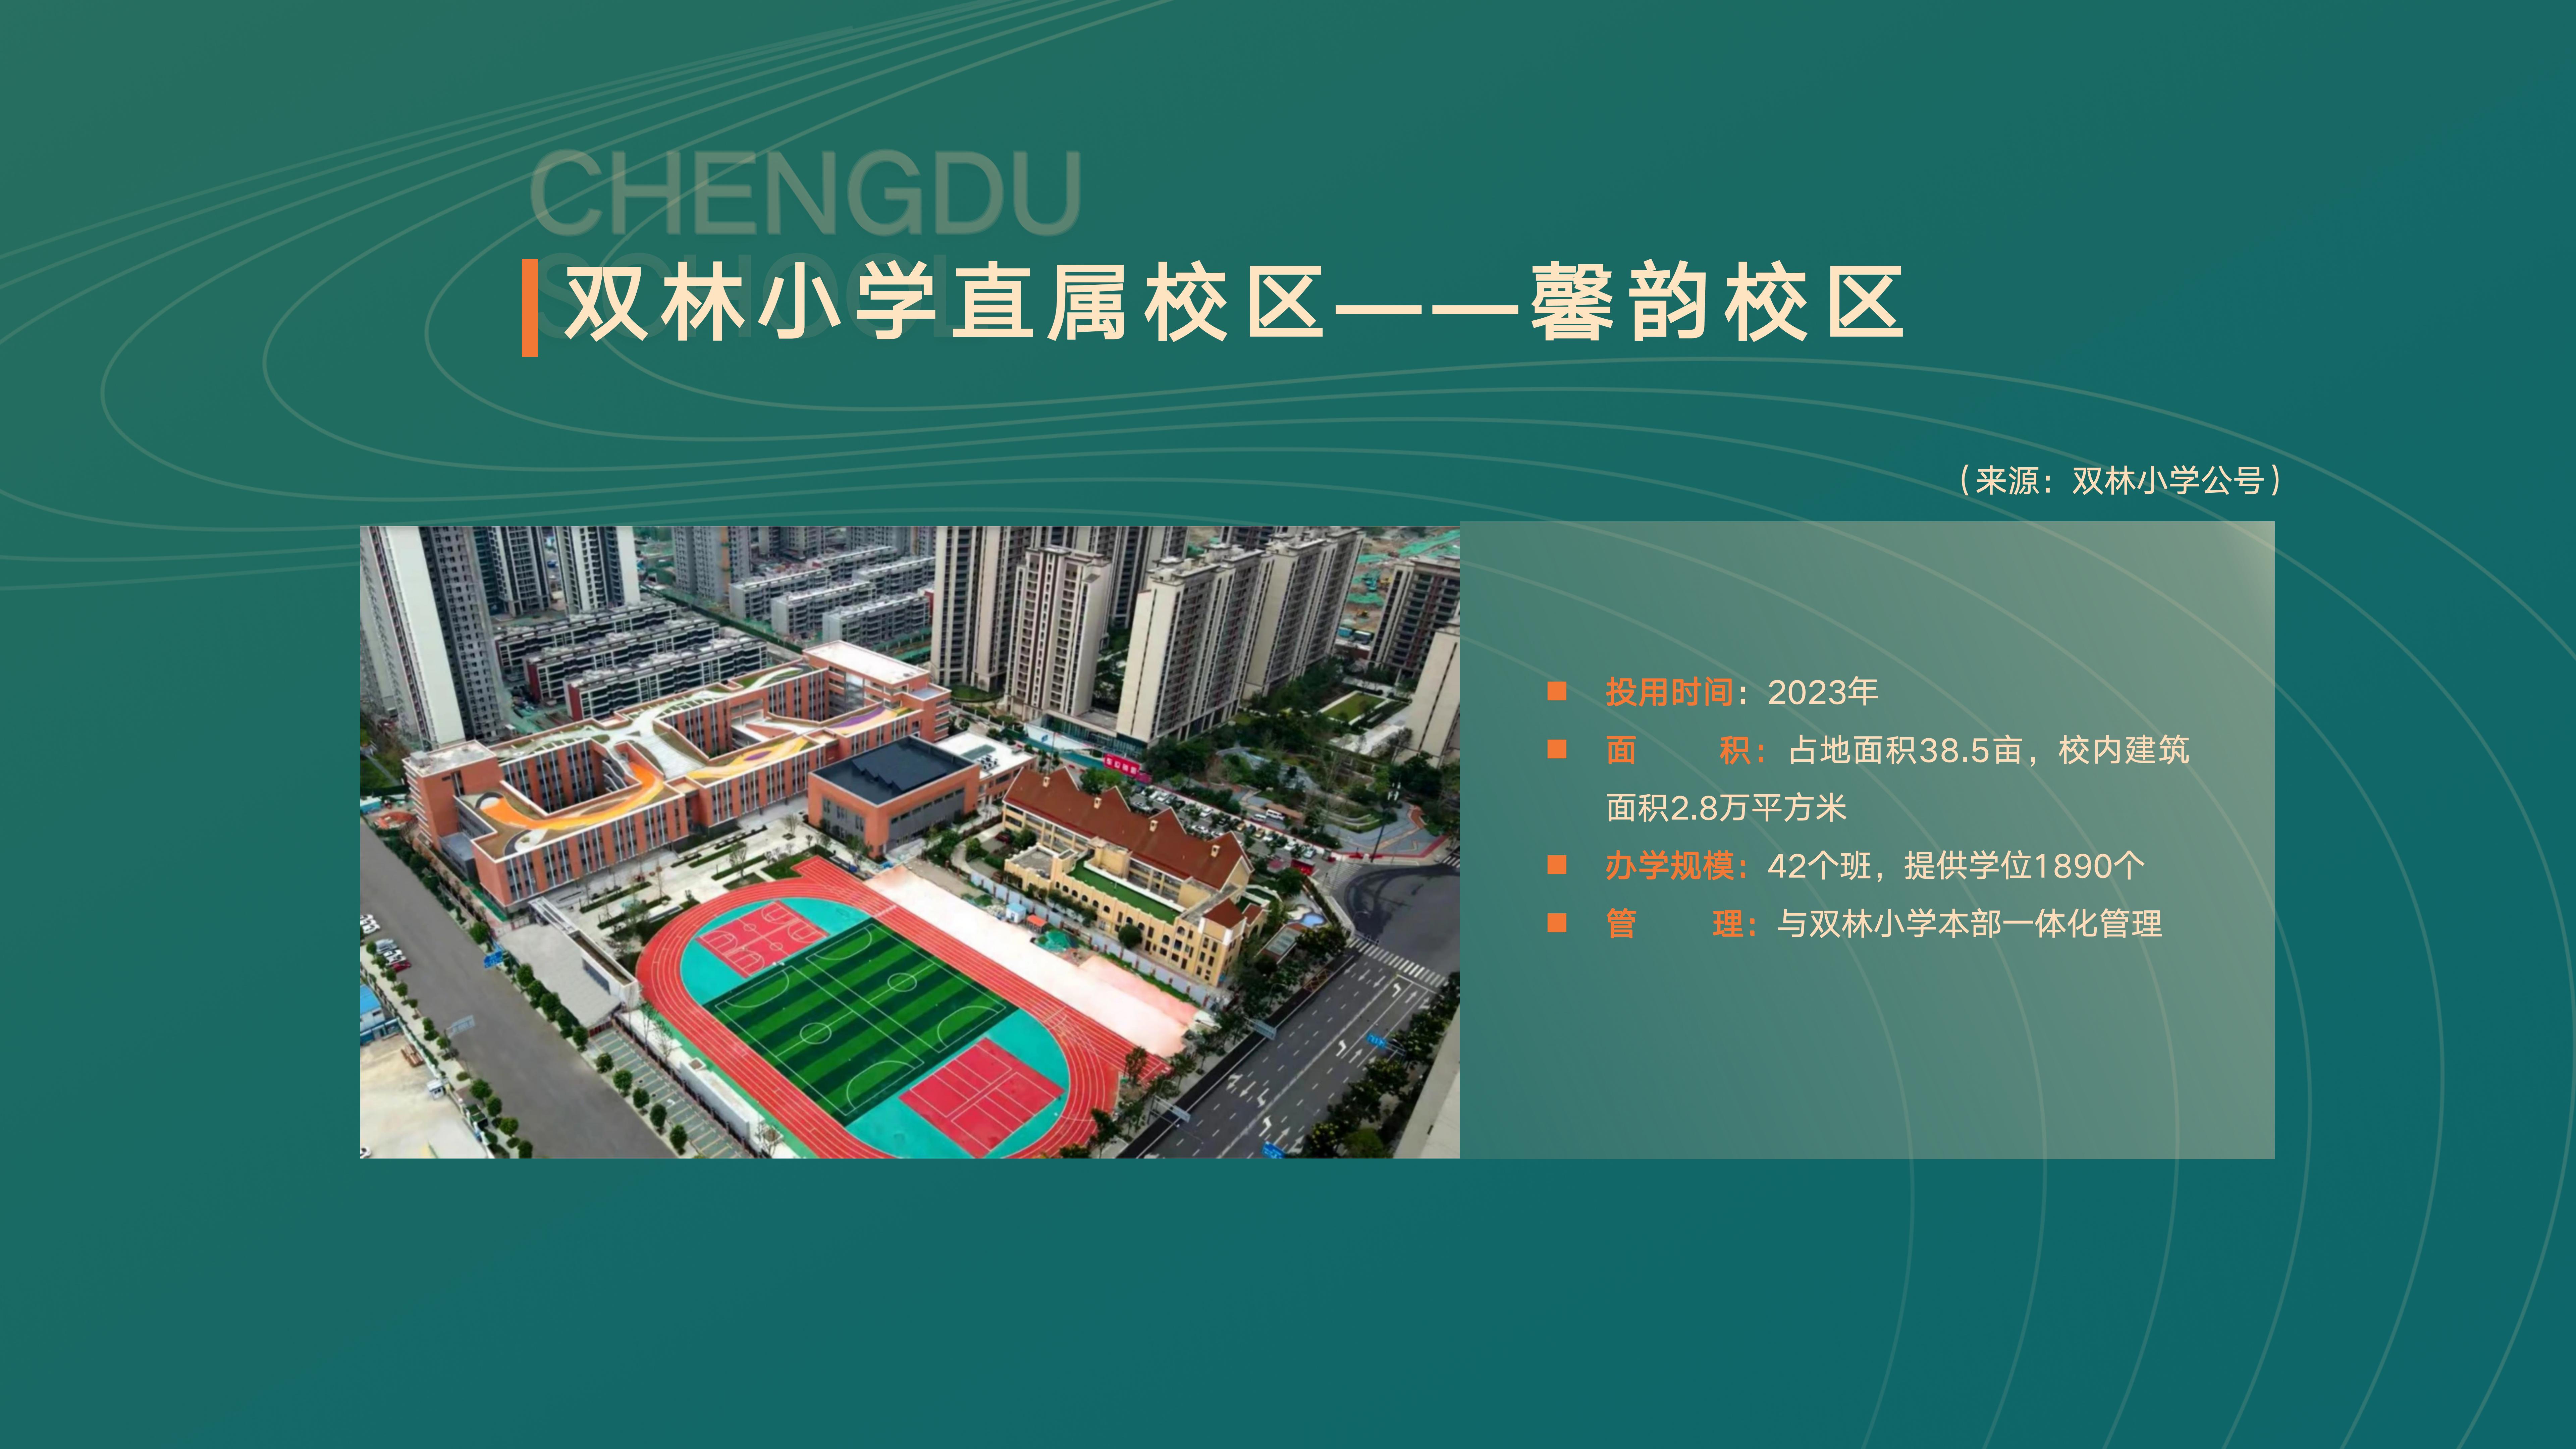 CHENGDU
SCHOOL
双林小学直属校区——馨韵校区
（来源：双林小学公号）
投用时间：2023年
面 积：占地面积38.5亩，校内建筑
面积2.8万平方米
办学规模：42个班，提供学位1890个
管 理：与双林小学本部一体化管理